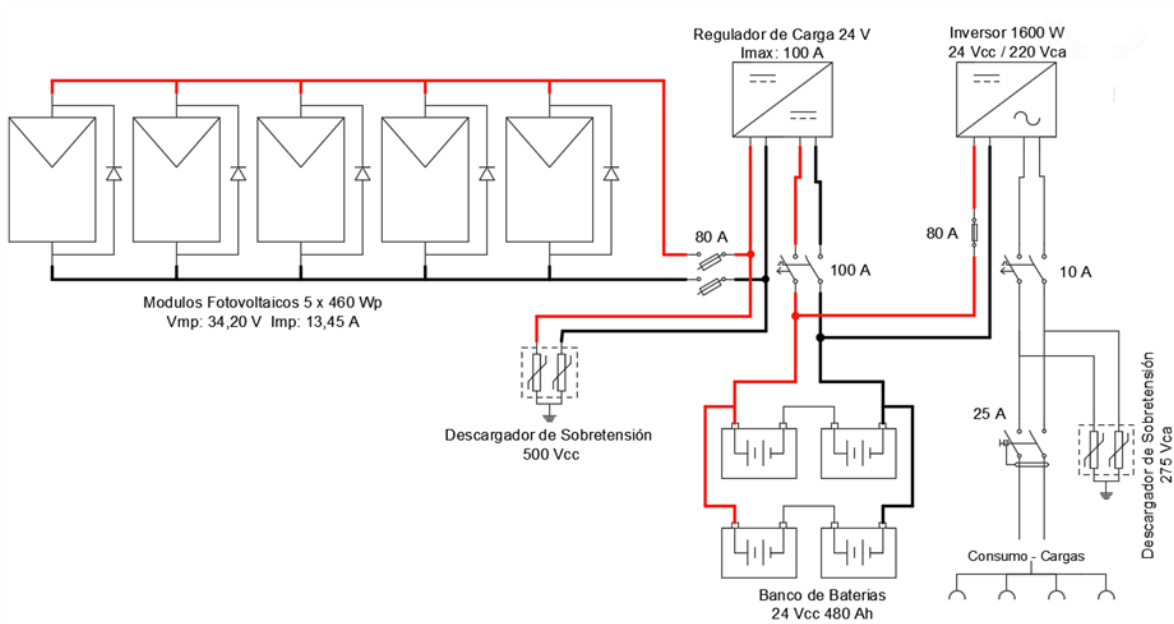 Regulador de Carga 24 V
Imax: 100 A
Inversor 1600 W
24 Vcc / 220 Vca
80 A
100 A
80 A
10 A
Modulos Fotovoltaicos 5 x 460 Wp
Vmp: 34,20 V Imp: 13,45 A
Descargador de Sobretensión
500 Vcc
25 A
Descargador de Sobretensión
275 Vca
Consumo - Cargas
Banco de Baterias
24 Vcc 480 Ah